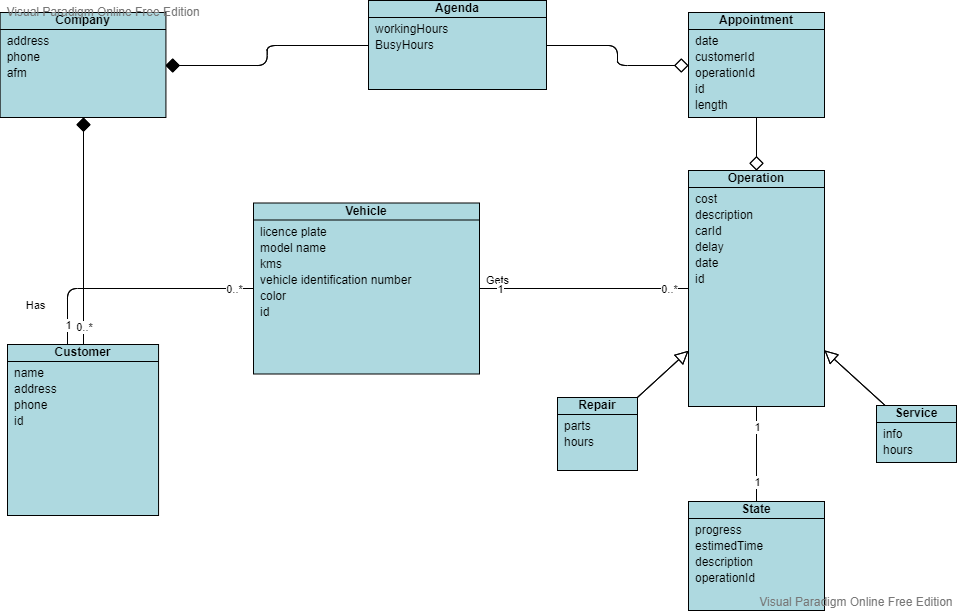 Visual Paradigm Online Free Edition
Company
address
phone
afm
Agenda
workingHours
BusyHours
Appointment
date
customerId
operationId
id
length
Operation
cost
description
carId
delay
date
id
Vehicle
licence plate
model name
kms
vehicle identification number
color
id
Gets
1
0..*
0..*
Has
1
0..*
Customer
name
address
phone
id
Repair
parts
hours
Service
info
hours
1
1
State
progress
estimedTime
description
operationId
Visual Paradigm Online Free Edition